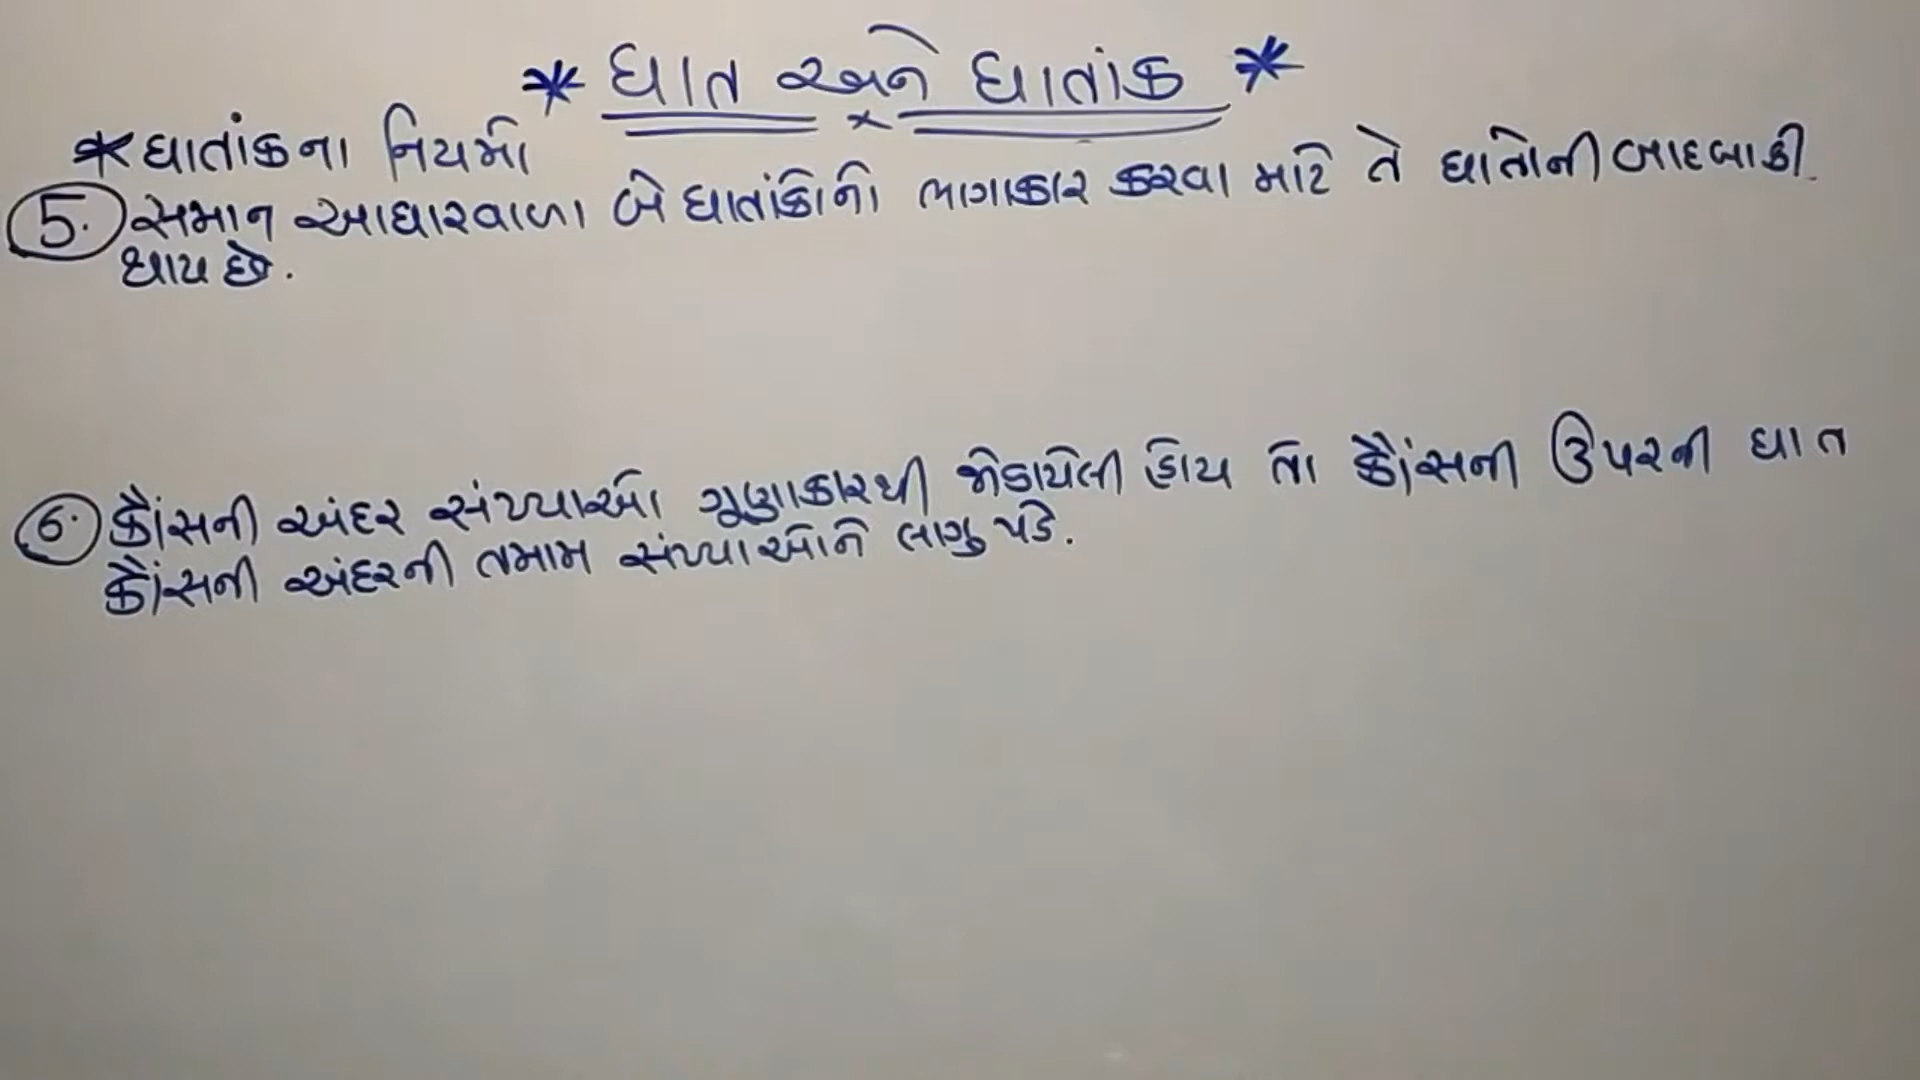 * ઘાત અને ઘાતાંક *
* ઘાતાંકના નિયમો
5. સમાન આધારવાળા બે ઘાતાંકોનો ભાગાકાર કરવા માટે તે ઘાતોની બાદબાકી
થાય છે.
6. કૌંસની અંદર સંખ્યાઓ ગૂણાકારથી જોડાયેલી હોય તો કૌંસની ઉપરની ઘાત
કૌંસની અંદરની તમામ સંખ્યાઓને લાગુ પડે.